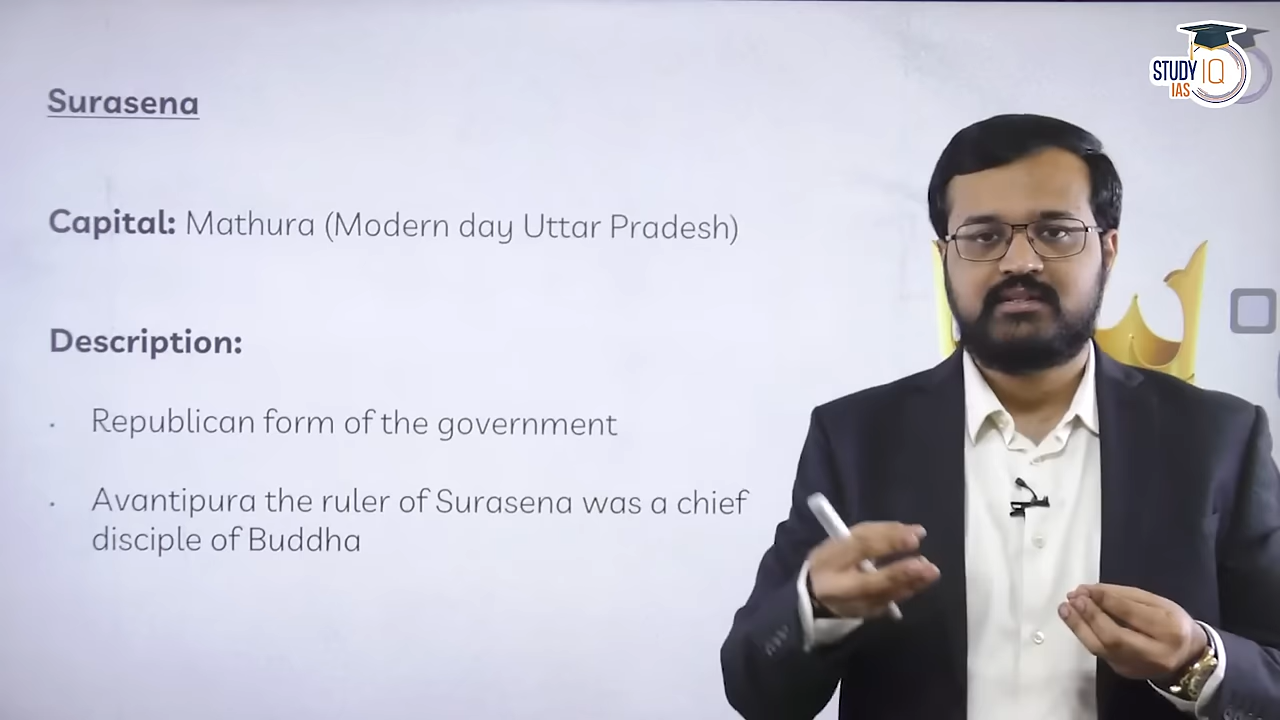 STUDY IQ
IAS
Surasena
Capital: Mathura (Modern day Uttar Pradesh)
Description:
· Republican form of the government
· Avantipura the ruler of Surasena was a chief
disciple of Buddha